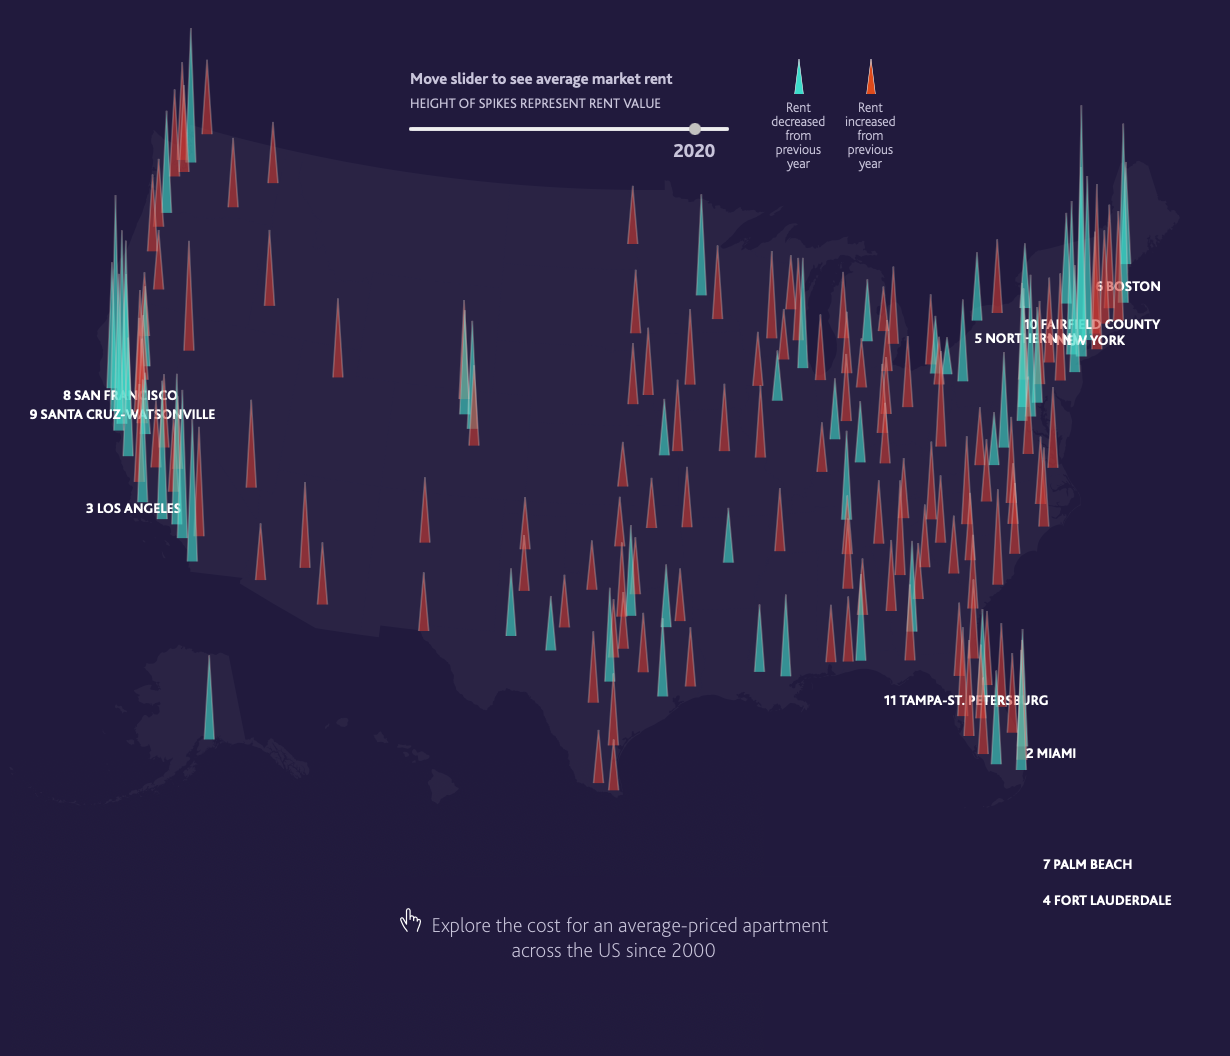 Move slider to see average market rent
HEIGHT OF SPIKES REPRESENT RENT VALUE
2020
Rent
decreased
from
previous
year
Rent
increased
from
previous
year
6 BOSTON
10 FAIRFIELD COUNTY
5 NORTHERN NJ
NEW YORK
8 SAN FRANCISCO
9 SANTA CRUZ-WATSONVILLE
3 LOS ANGELES
11 TAMPA-ST. PETERSBURG
2 MIAMI
7 PALM BEACH
4 FORT LAUDERDALE
Explore the cost for an average-priced apartment
across the US since 2000